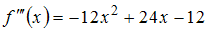 f'''(x) = −12x² + 24x − 12